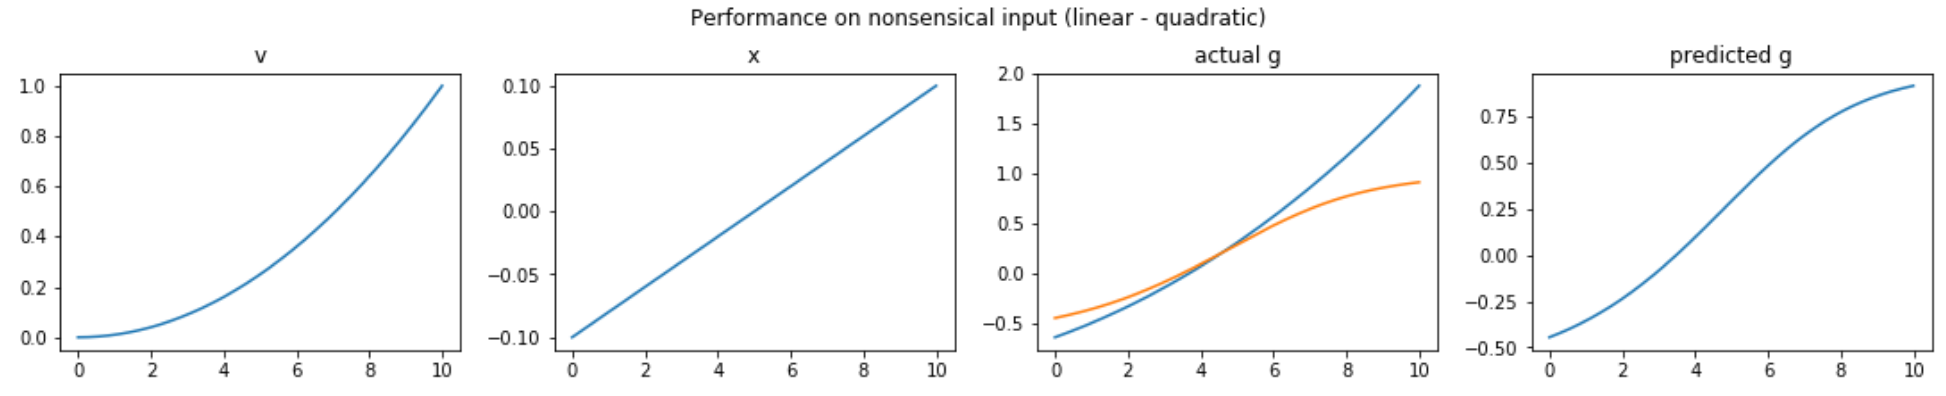 Performance on nonsensical input (linear - quadratic)
v
1.0
0.8
0.6
0.4
0.2
0.0
0 2 4 6 8 10
x
0.10
0.05
0.00
−0.05
−0.10
0 2 4 6 8 10
actual g
2.0
1.5
1.0
0.5
0.0
−0.5
0 2 4 6 8 10
predicted g
0.75
0.50
0.25
0.00
−0.25
−0.50
0 2 4 6 8 10